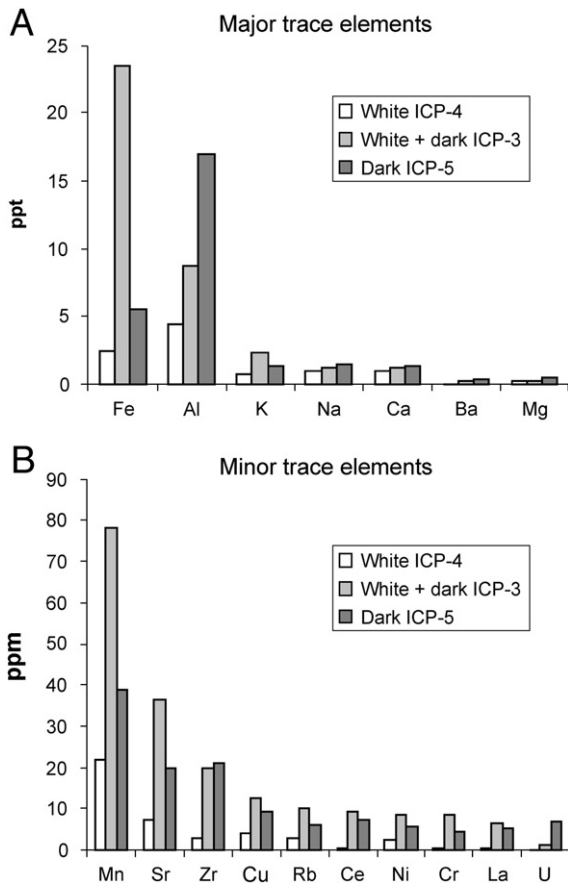 A
Major trace elements
25
20
15
10
5
0
ppt
White ICP-4
White + dark ICP-3
Dark ICP-5
Fe Al K Na Ca Ba Mg
B
Minor trace elements
90
80
70
60
50
40
30
20
10
0
ppm
White ICP-4
White + dark ICP-3
Dark ICP-5
Mn Sr Zr Cu Rb Ce Ni Cr La U